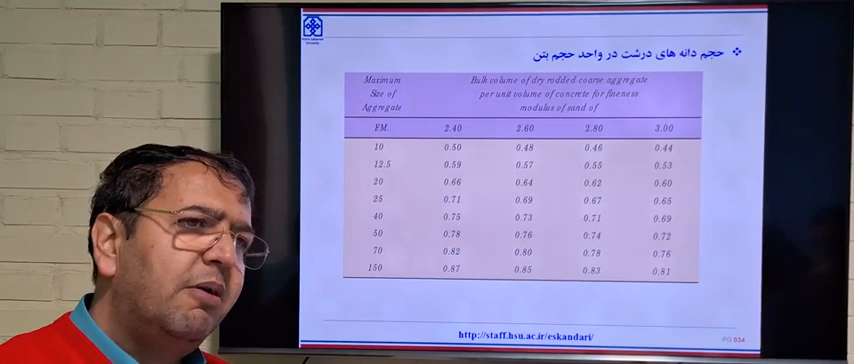 ❖ حجم دانه های درشت در واحد حجم بتن
Maximum Size of Aggregate
Bulk volume of dry rodded coarse aggregate
per unit volume of concrete for fineness
modulus of sand of
F.M. 2.40 2.60 2.80 3.00
10 0.50 0.48 0.46 0.44
12.5 0.59 0.57 0.55 0.53
20 0.66 0.64 0.62 0.60
25 0.71 0.69 0.67 0.65
40 0.75 0.73 0.71 0.69
50 0.78 0.76 0.74 0.72
70 0.82 0.80 0.78 0.76
150 0.87 0.85 0.83 0.81
http://staff.hsu.ac.ir/eskandari/
PG 034